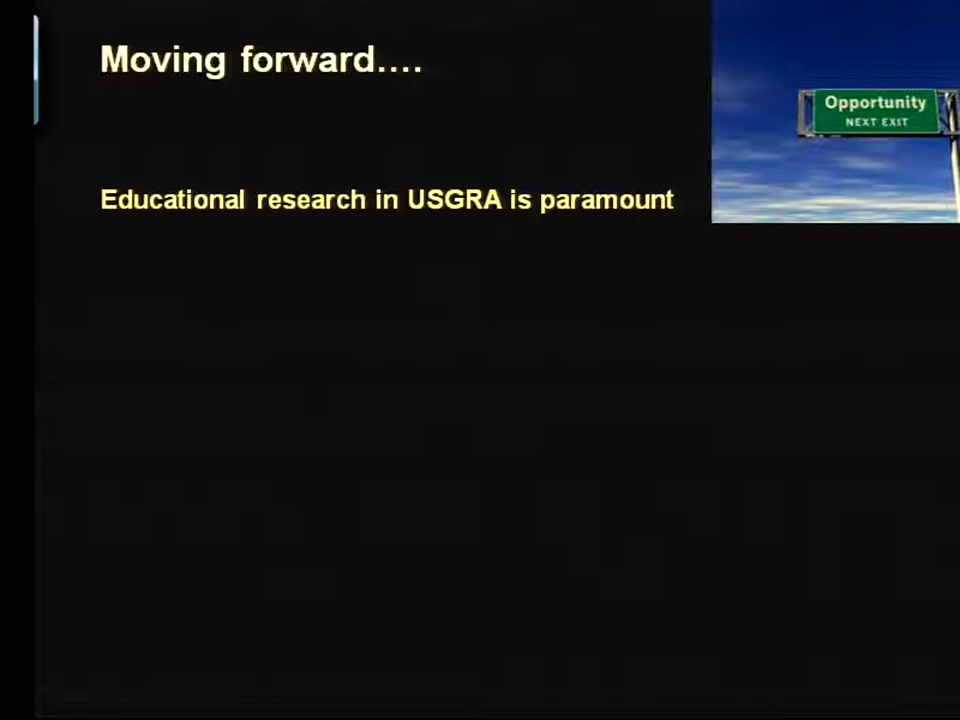 Moving forward....
Opportunity
NEXT EXIT
Educational research in USGRA is paramount